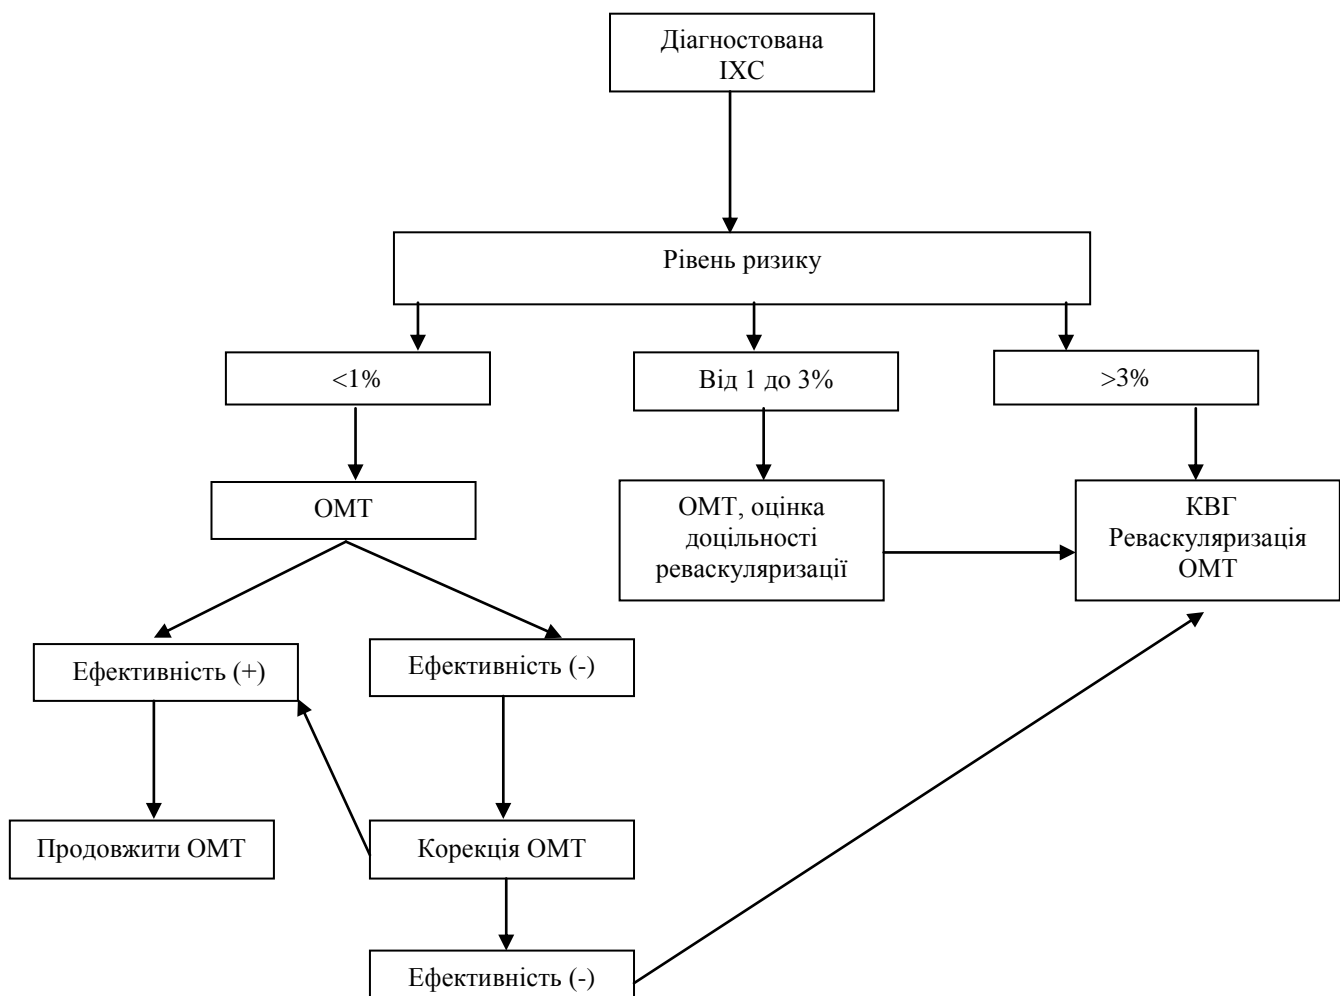 Діагностована
ІХС
Рівень ризику
<1%
Від 1 до 3%
>3%
ОМТ
ОМТ, оцінка
доцільності
реваскуляризації
КВГ
Реваскуляризація
ОМТ
Ефективність (+)
Ефективність (-)
Продовжити ОМТ
Корекція ОМТ
Ефективність (-)